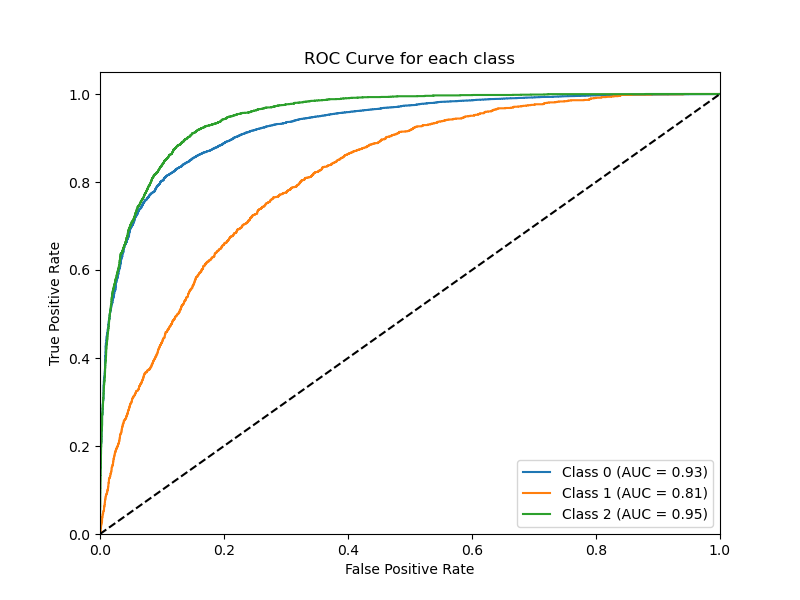 ROC Curve for each class
True Positive Rate
1.0
0.8
0.6
0.4
0.2
0.0
0.0 0.2 0.4 0.6 0.8 1.0
False Positive Rate
Class 0 (AUC = 0.93)
Class 1 (AUC = 0.81)
Class 2 (AUC = 0.95)